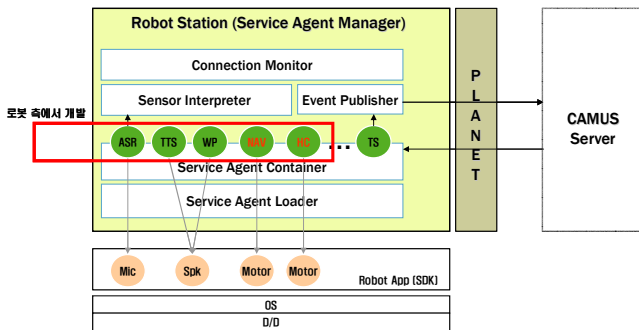 Robot Station (Service Agent Manager)
Connection Monitor
로봇 측에서 개발
Sensor Interpreter
Event Publisher
ASR
TTS
WP
NAV
HC
...
TS
Service Agent Container
Service Agent Loader
PLANET
CAMUS
Server
Mic
Spk
Motor
Motor
Robot App (SDK)
OS
D/D